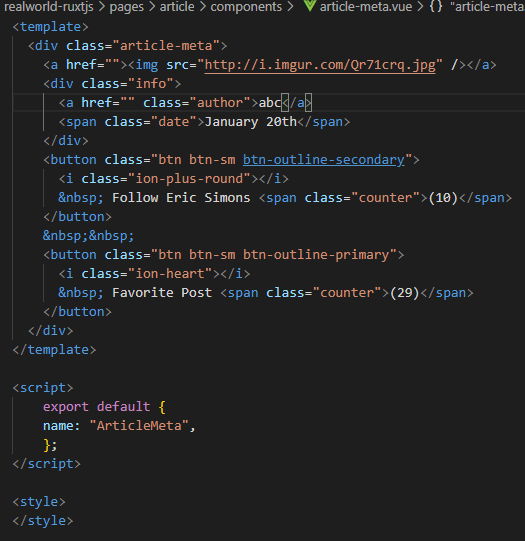 realworld-ruxtjs > pages > article > components > article-meta.vue > {} "article-meta
<template>
<div class="article-meta">
<a href=""><img src="http://i.imgur.com/Qr71crq.jpg" /></a>
<div class="info">
<a href="" class="author">abc</a>
<span class="date">January 20th</span>
</div>
<button class="btn btn-sm btn-outline-secondary">
<i class="ion-plus-round"></i>
&nbsp; Follow Eric Simons <span class="counter">(10)</span>
</button>
&nbsp;&nbsp;
<button class="btn btn-sm btn-outline-primary">
<i class="ion-heart"></i>
&nbsp; Favorite Post <span class="counter">(29)</span>
</button>
</div>
</template>
<script>
export default {
name: "ArticleMeta",
};
</script>
<style>
</style>